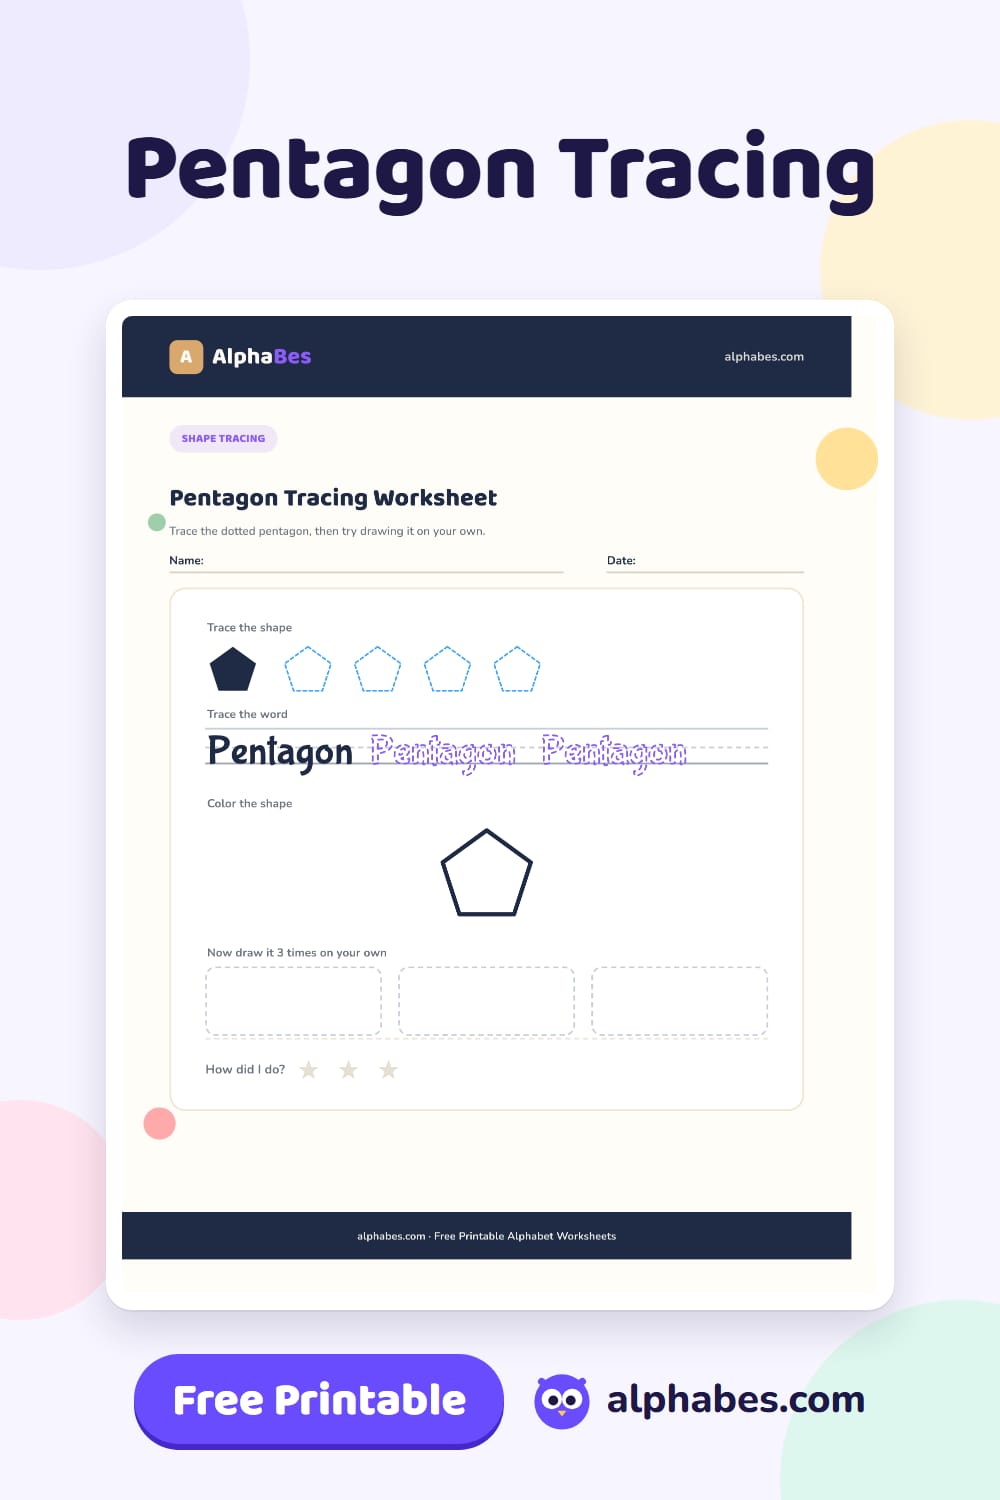 Pentagon Tracing
A AlphaBes
alphabes.com
SHAPE TRACING
Pentagon Tracing Worksheet
Trace the dotted pentagon, then try drawing it on your own.
Name: Date:
Trace the shape
Trace the word
Pentagon Pentagon Pentagon
Color the shape
Now draw it 3 times on your own
How did I do?
alphabes.com · Free Printable Alphabet Worksheets
Free Printable
alphabes.com